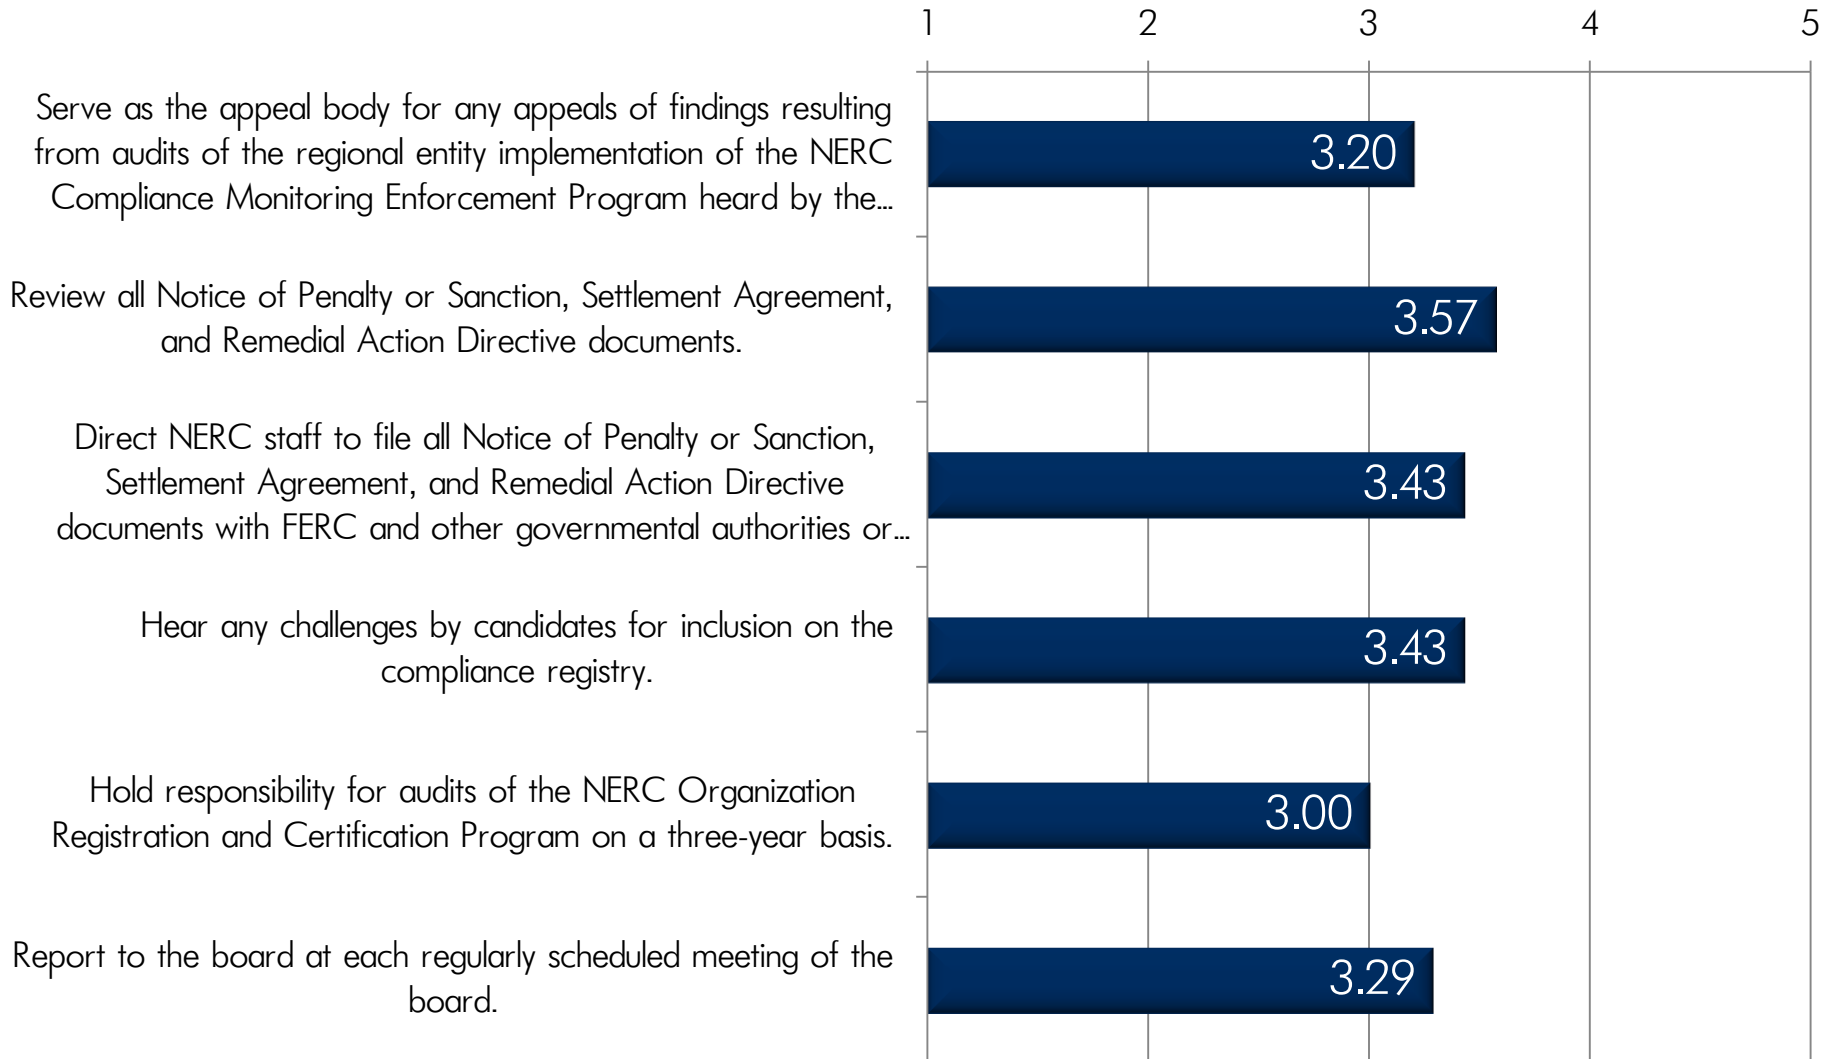 1 2 3 4 5
Serve as the appeal body for any appeals of findings resulting
from audits of the regional entity implementation of the NERC
Compliance Monitoring Enforcement Program heard by the...
3.20
Review all Notice of Penalty or Sanction, Settlement Agreement,
and Remedial Action Directive documents.
3.57
Direct NERC staff to file all Notice of Penalty or Sanction,
Settlement Agreement, and Remedial Action Directive
documents with FERC and other governmental authorities or...
3.43
Hear any challenges by candidates for inclusion on the
compliance registry.
3.43
Hold responsibility for audits of the NERC Organization
Registration and Certification Program on a three-year basis.
3.00
Report to the board at each regularly scheduled meeting of the
board.
3.29